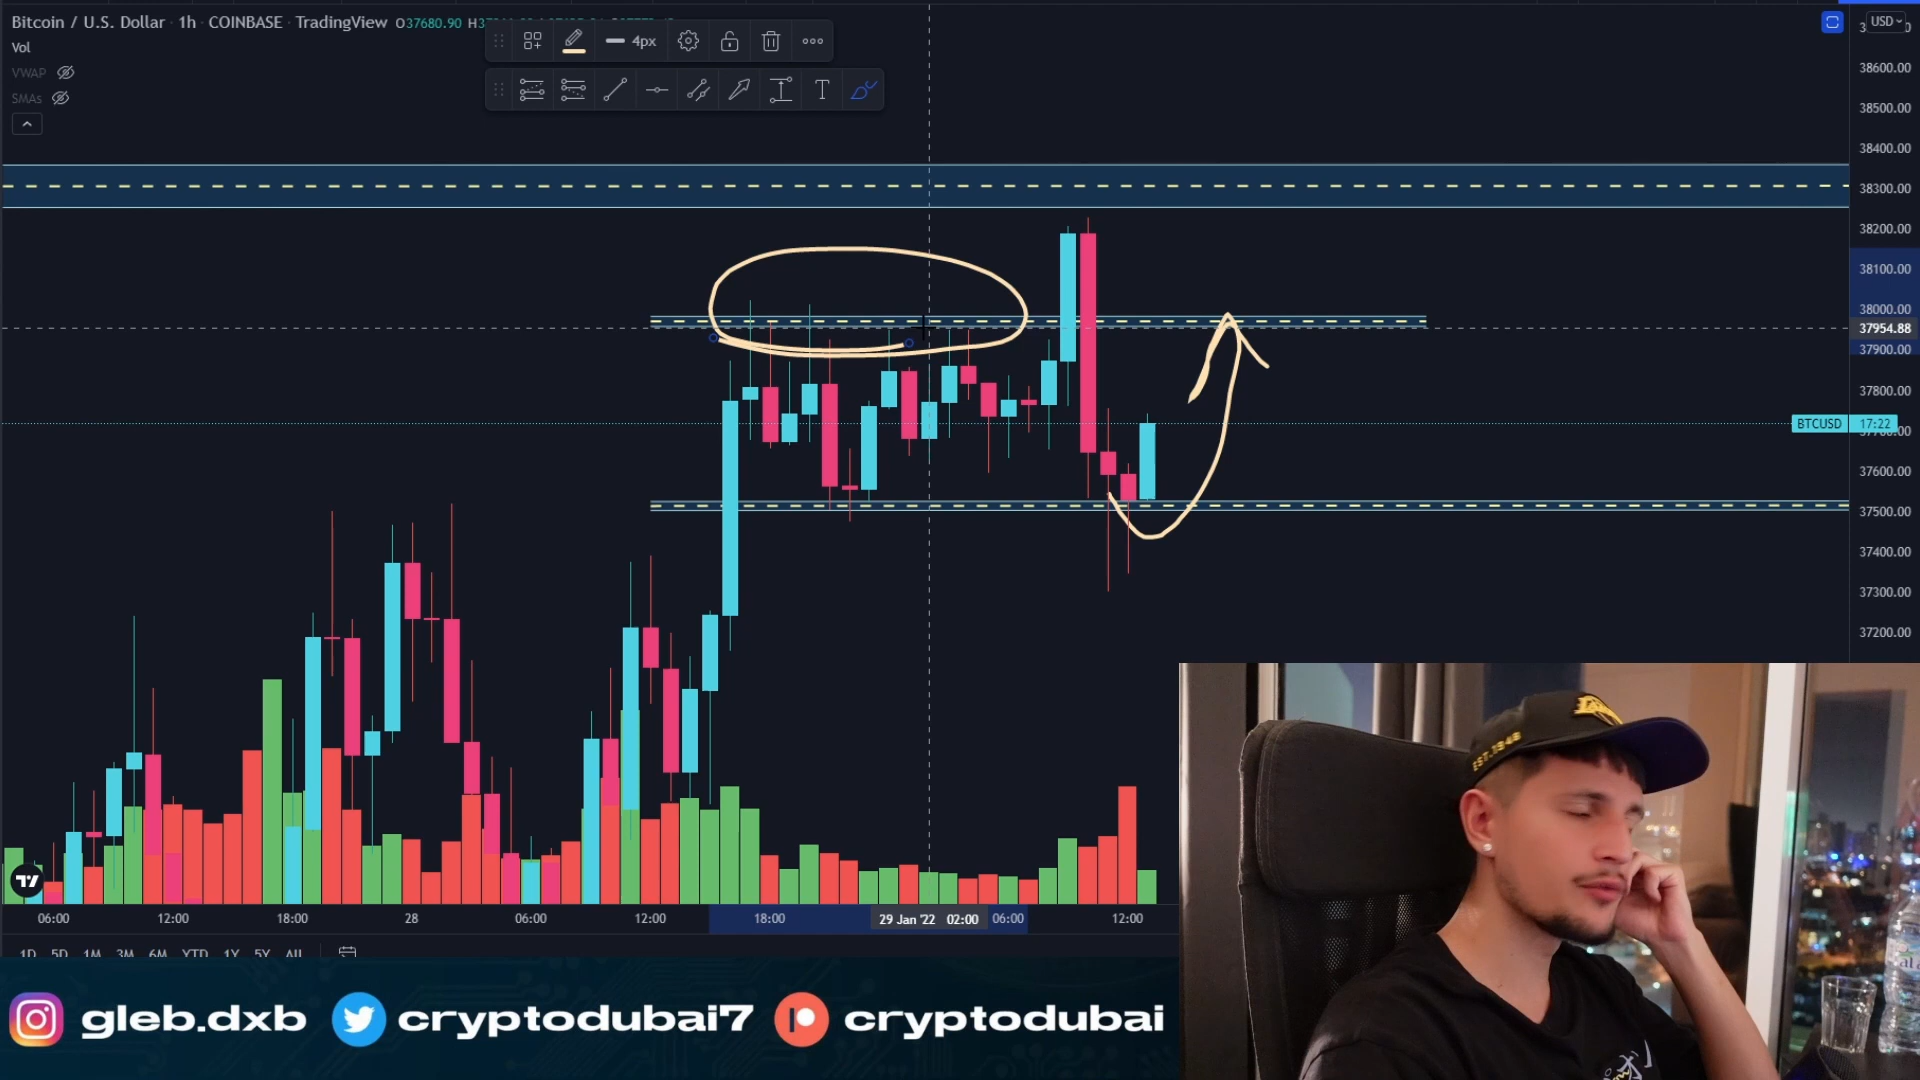 Bitcoin / U.S. Dollar · 1h · COINBASE · TradingView O37680.90
Vol
VWAP
SMAs
4px
T
USD
38600.00
38500.00
38400.00
38300.00
38200.00
38100.00
38000.00
37954.88
37900.00
37800.00
BTCUSD 17:22
37600.00
37500.00
37400.00
37300.00
37200.00
06:00 12:00 18:00 28 06:00 12:00 18:00 29 Jan '22 02:00 06:00 12:00
1D 5D 1M 3M 6M YTD 1Y 5Y All
EST.1948
gleb.dxb cryptodubai7 cryptodubai